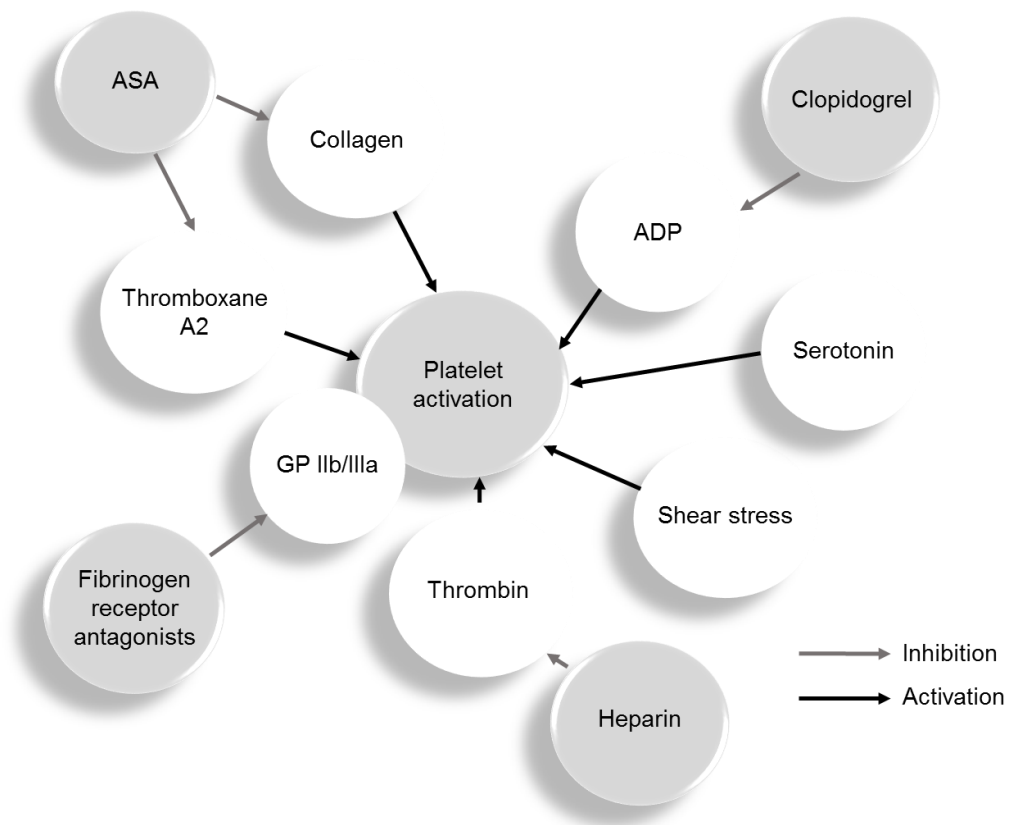 ASA
Clopidogrel
Collagen
ADP
Thromboxane
A2
Serotonin
Platelet
activation
GP IIb/IIIa
Shear stress
Fibrinogen
receptor
antagonists
Thrombin
Inhibition
Activation
Heparin